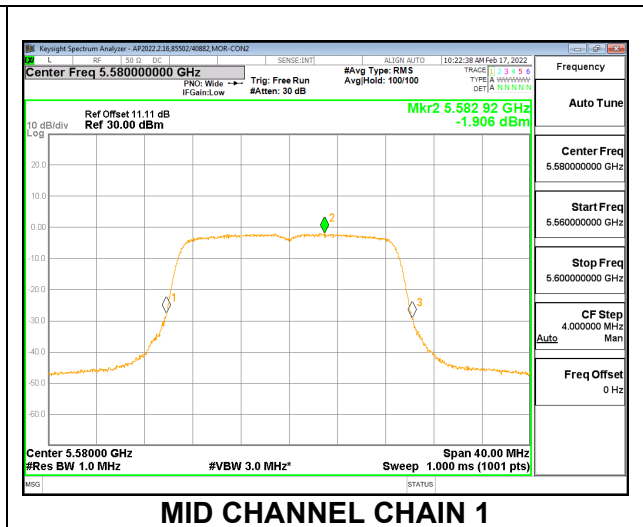 Keysight Spectrum Analyzer - AP2022.2.16,85502/40882,MOR-CON2
L RF 50 Ω DC SENSE:INT ALIGN AUTO 10:22:38 AM Feb 17, 2022
Center Freq 5.580000000 GHz
PNO: Wide
IFGain:Low
Trig: Free Run
#Atten: 30 dB
#Avg Type: RMS
Avg|Hold: 100/100
TRACE 1 2 3 4 5 6
TYPE A WWWWW
DET A N N N N N
Ref Offset 11.11 dB
Ref 30.00 dBm
10 dB/div
Log
Mkr2 5.582 92 GHz
-1.906 dBm
20.0
10.0
0.00
-10.0
-20.0
-30.0
-40.0
-50.0
-60.0
1
2
3
Center 5.58000 GHz
Span 40.00 MHz
#Res BW 1.0 MHz
#VBW 3.0 MHz*
Sweep 1.000 ms (1001 pts)
MSG
STATUS
Frequency
Auto Tune
Center Freq
5.580000000 GHz
Start Freq
5.560000000 GHz
Stop Freq
5.600000000 GHz
CF Step
4.000000 MHz
Auto Man
Freq Offset
0 Hz
MID CHANNEL CHAIN 1